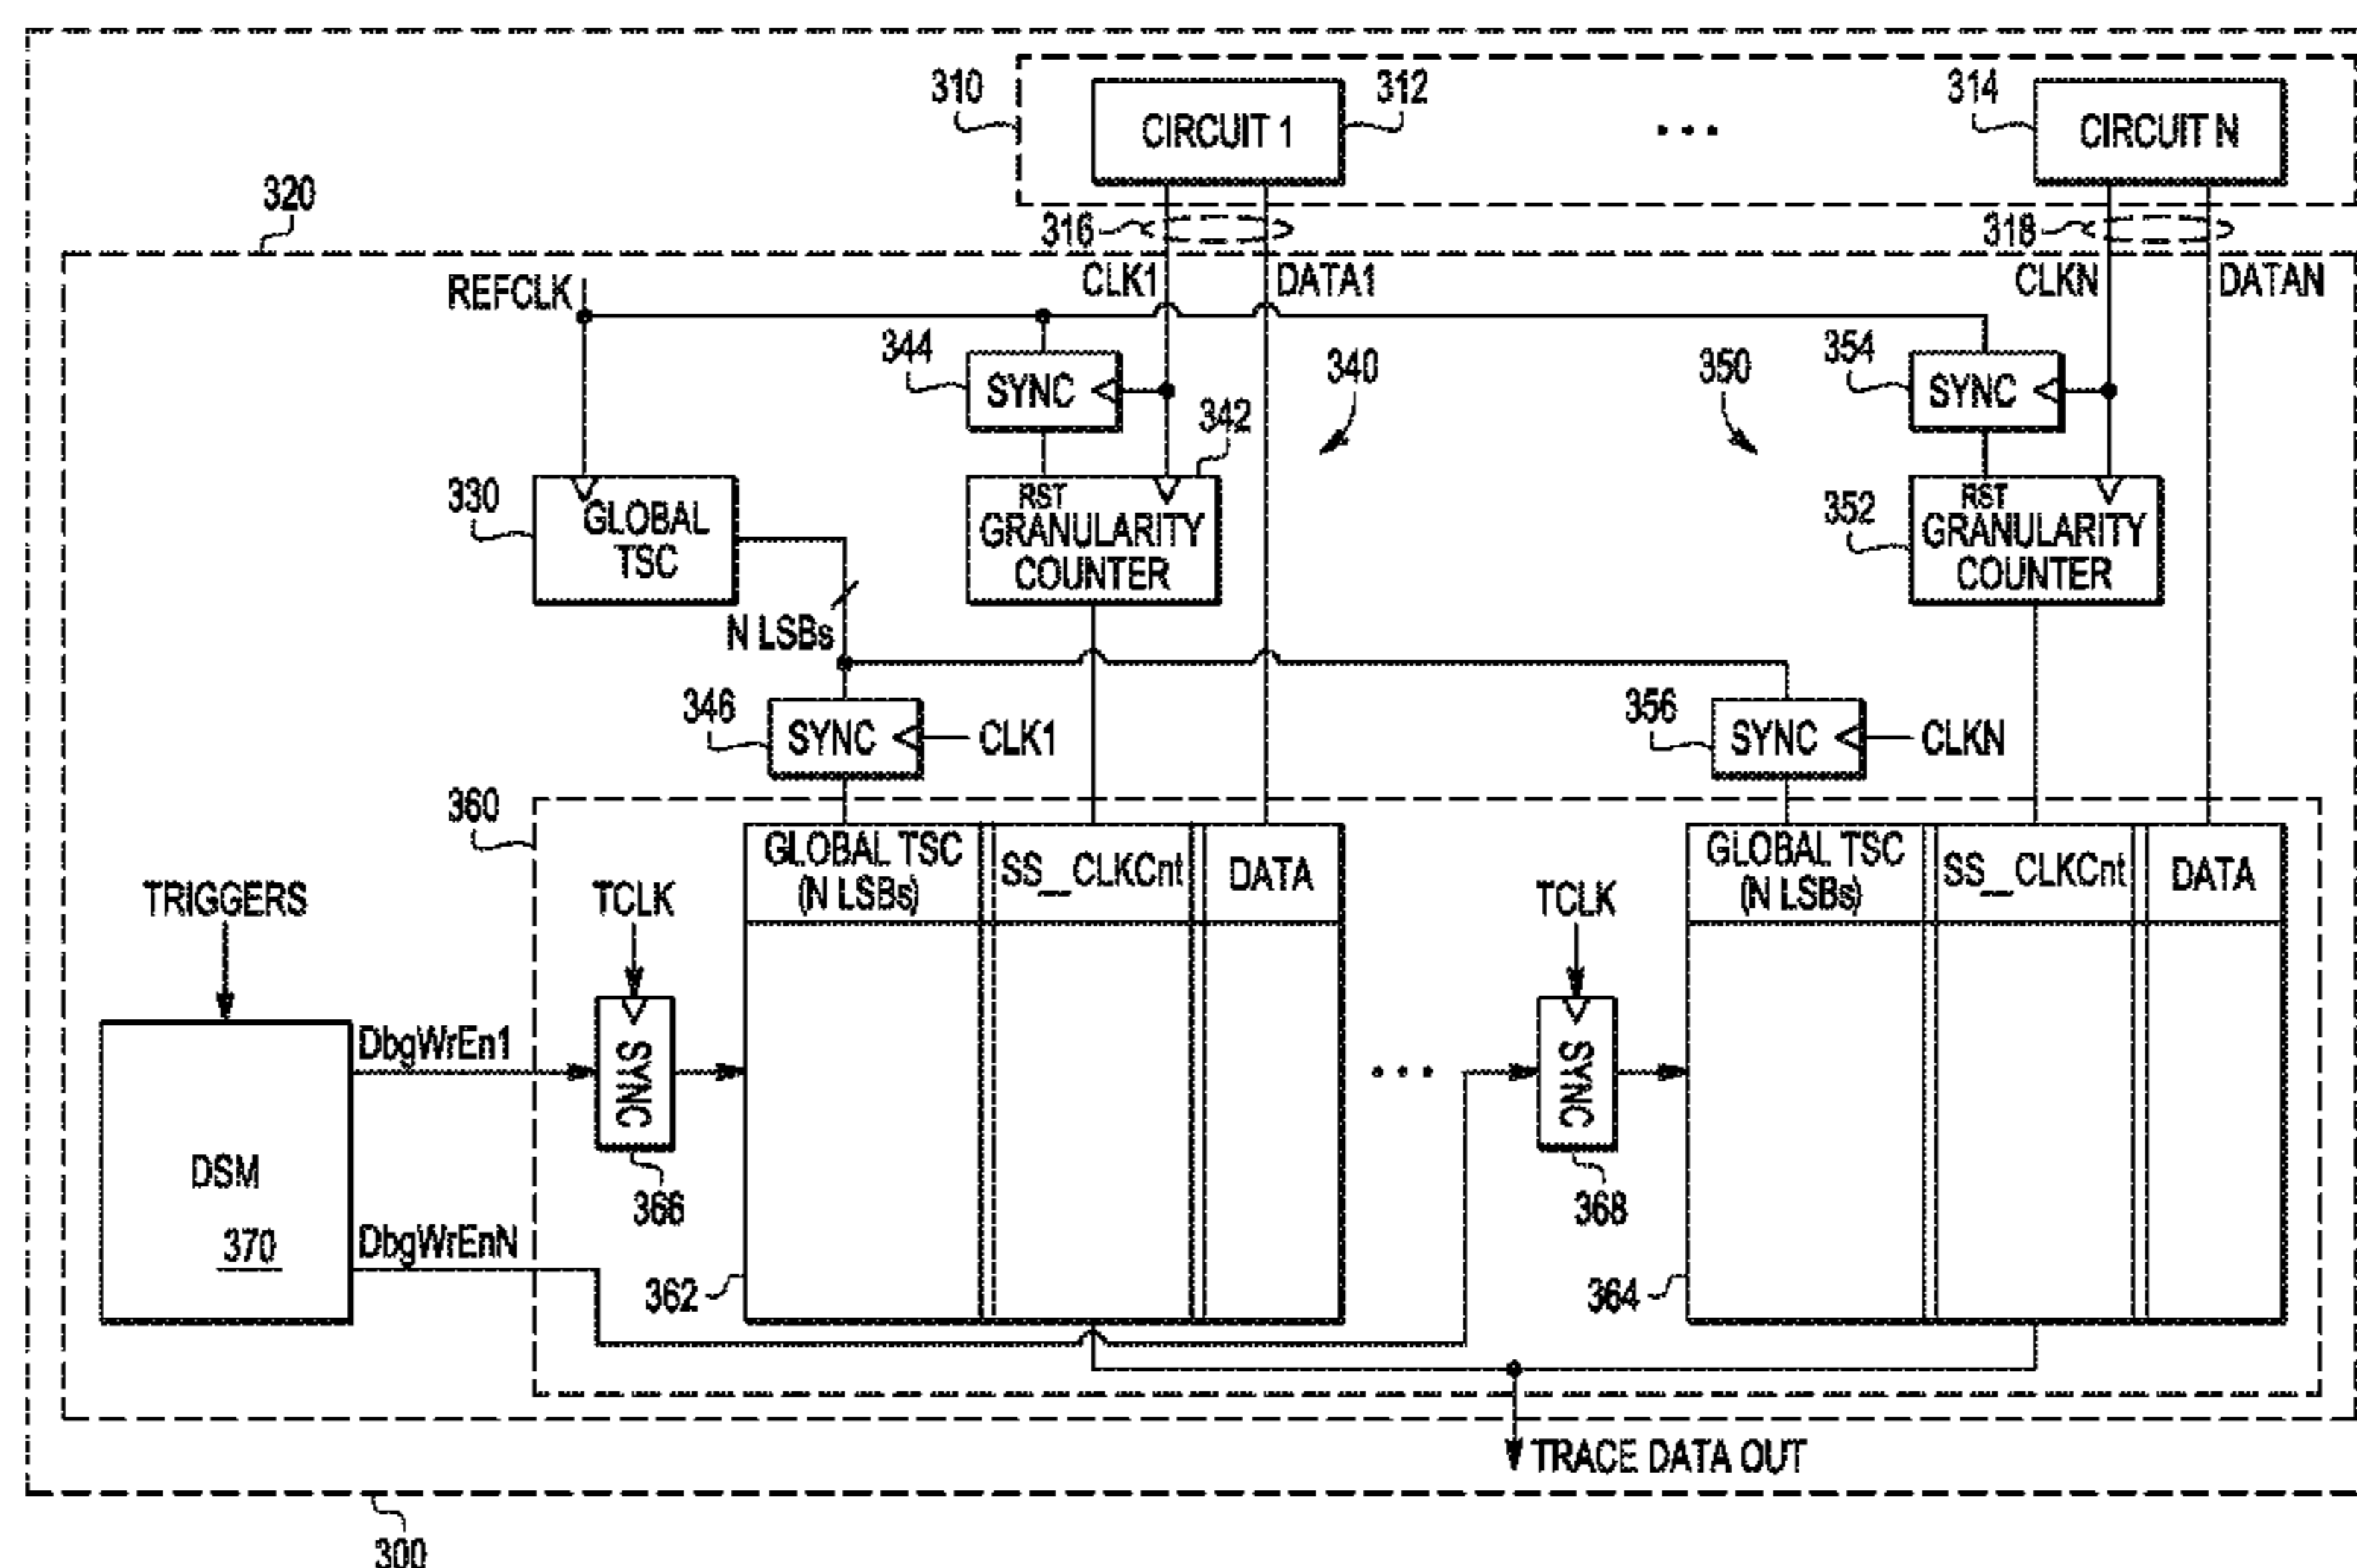 310
CIRCUIT 1
312
...
314
CIRCUIT N
320
316
318
REFCLK
CLK1
DATA1
CLKN
DATAN
344
SYNC
340
350
354
SYNC
342
330
GLOBAL
TSC
RST
GRANULARITY
COUNTER
352
RST
GRANULARITY
COUNTER
N LSBs
346
SYNC
CLK1
356
SYNC
CLKN
360
GLOBAL TSC
(N LSBs)
SS__CLKCnt
DATA
GLOBAL TSC
(N LSBs)
SS__CLKCnt
DATA
TRIGGERS
TCLK
TCLK
DbgWrEn1
SYNC
...
SYNC
DSM
370
366
368
DbgWrEnN
362
364
TRACE DATA OUT
300